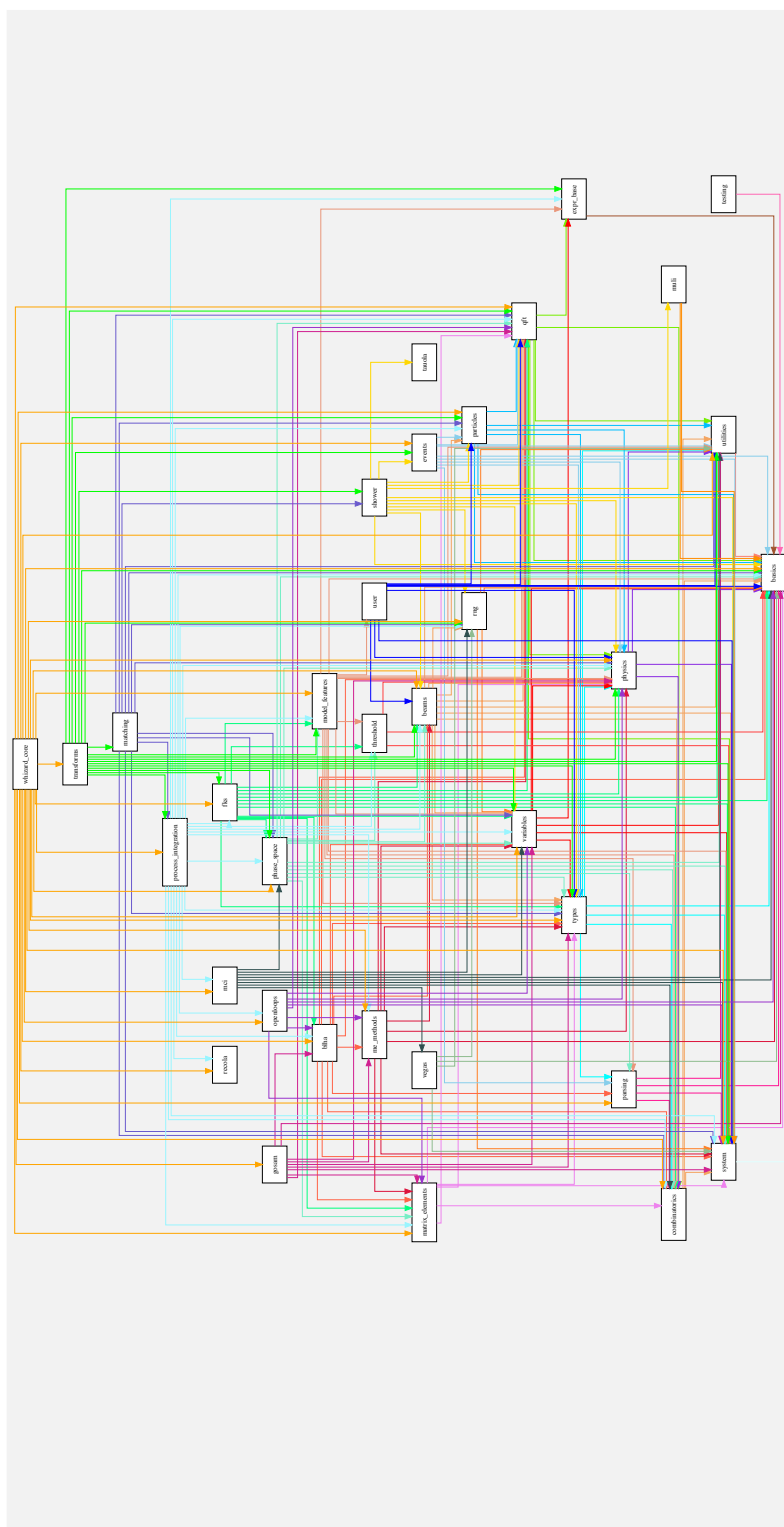 whizard_core
transforms
matching
process_integration
fks
mci
recola
phase_space
openloops
gosam
model_features
blha
shower
user
threshold
me_methods
tauola
events
beams
vegas
matrix_elements
particles
rng
qft
variables
expr_base
types
physics
parsing
muli
combinatorics
testing
utilities
system
basics